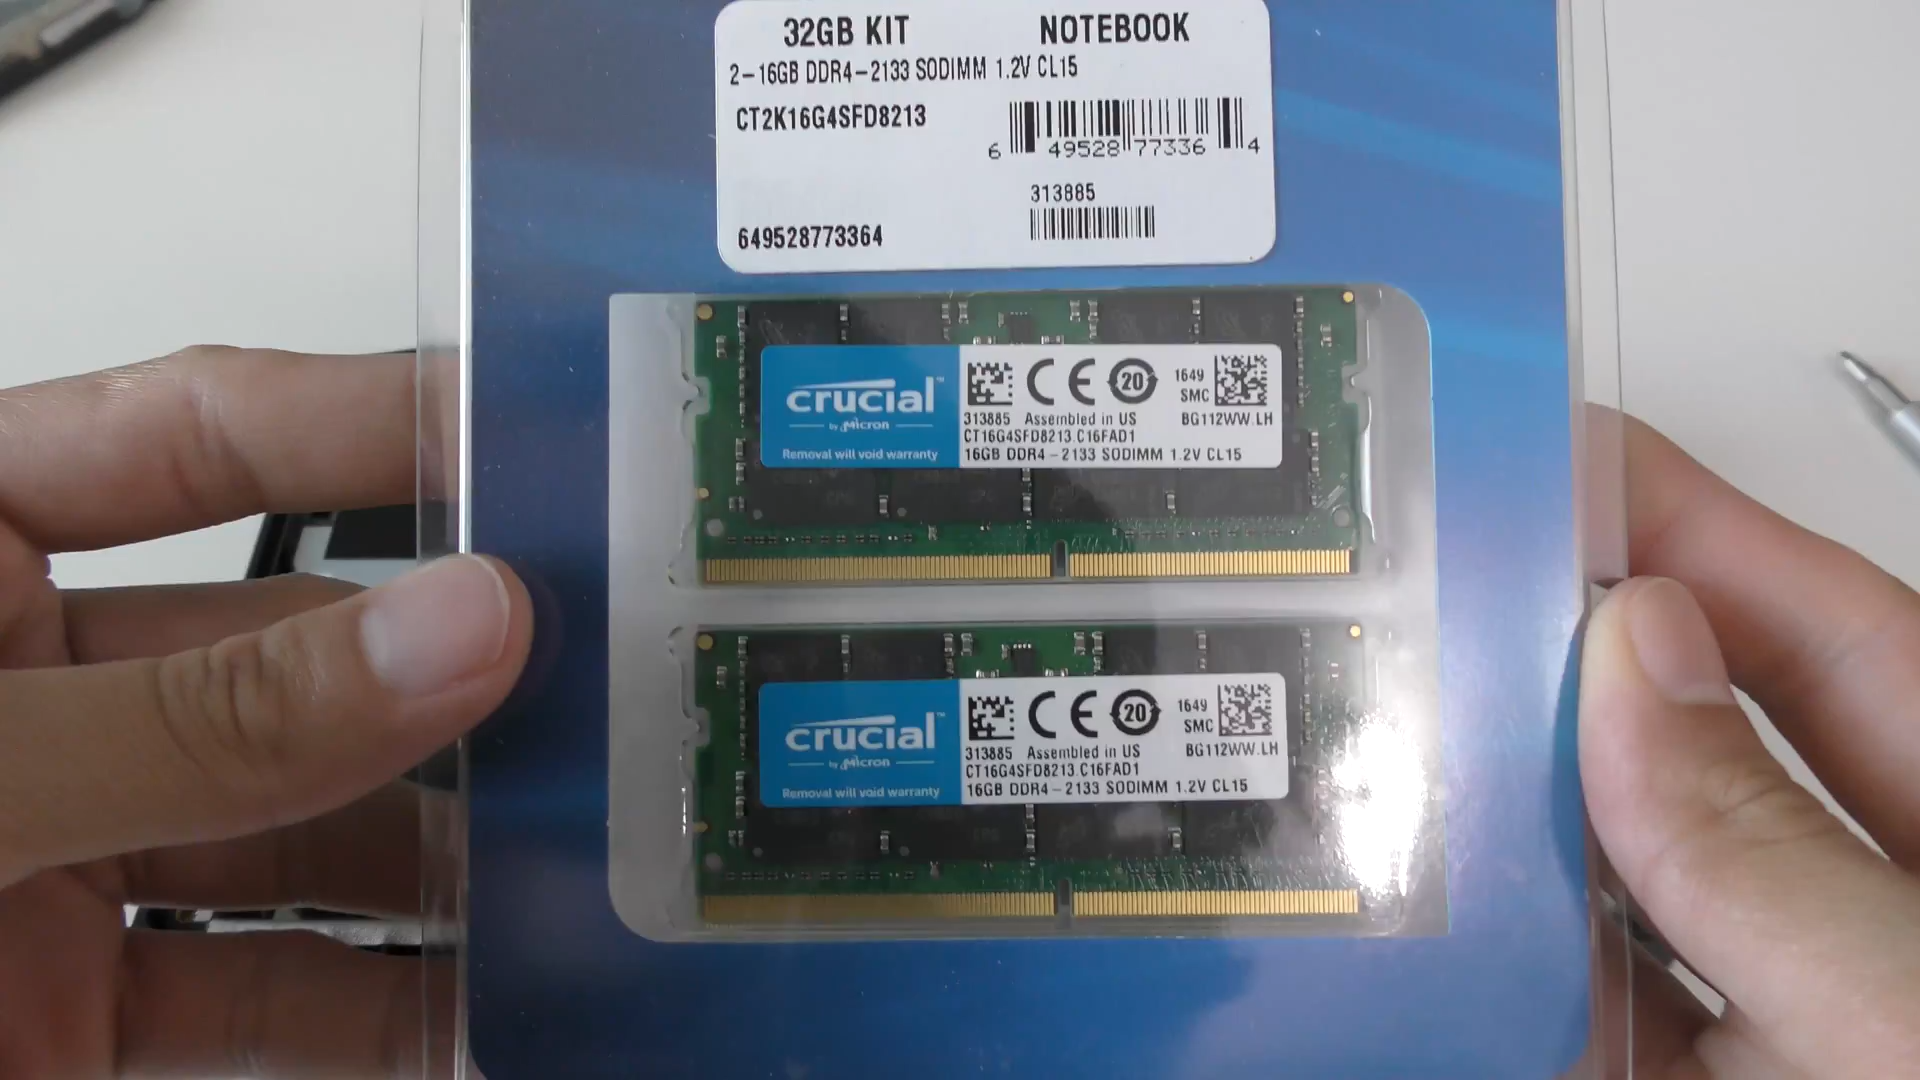 32GB KIT NOTEBOOK
2-16GB DDR4-2133 SODIMM 1.2V CL15
CT2K16G4SFD8213
6 49528 77336 4
313885
649528773364
crucial™
by Micron
Removal will void warranty
CE 20 1649
SMC
313885 Assembled in US BG112WW.LH
CT16G4SFD8213.C16FAD1
16GB DDR4-2133 SODIMM 1.2V CL15
crucial™
by Micron
Removal will void warranty
CE 20 1649
SMC
313885 Assembled in US BG112WW.LH
CT16G4SFD8213.C16FAD1
16GB DDR4-2133 SODIMM 1.2V CL15